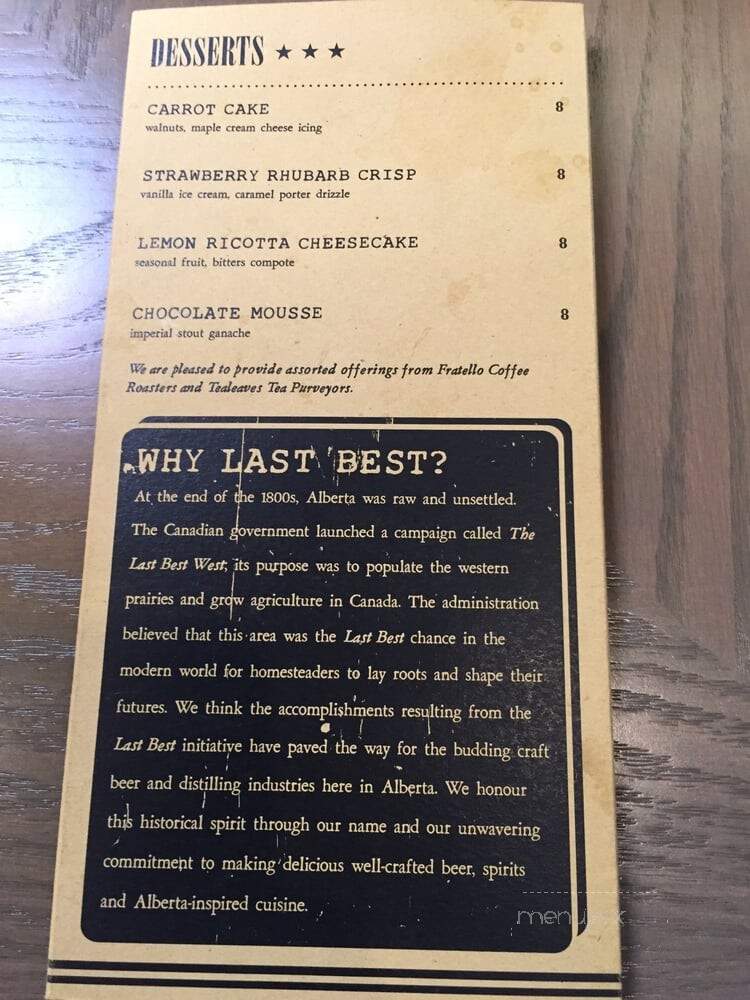 DESSERTS ★ ★ ★
CARROT CAKE 8
walnuts, maple cream cheese icing
STRAWBERRY RHUBARB CRISP 8
vanilla ice cream, caramel porter drizzle
LEMON RICOTTA CHEESECAKE 8
seasonal fruit, bitters compote
CHOCOLATE MOUSSE 8
imperial stout ganache
We are pleased to provide assorted offerings from Fratello Coffee
Roasters and Tealeaves Tea Purveyors.
WHY LAST BEST?
At the end of the 1800s, Alberta was raw and unsettled.
The Canadian government launched a campaign called The
Last Best West; its purpose was to populate the western
prairies and grow agriculture in Canada. The administration
believed that this area was the Last Best chance in the
modern world for homesteaders to lay roots and shape their
futures. We think the accomplishments resulting from the
Last Best initiative have paved the way for the budding craft
beer and distilling industries here in Alberta. We honour
this historical spirit through our name and our unwavering
commitment to making delicious well-crafted beer, spirits
and Alberta-inspired cuisine.